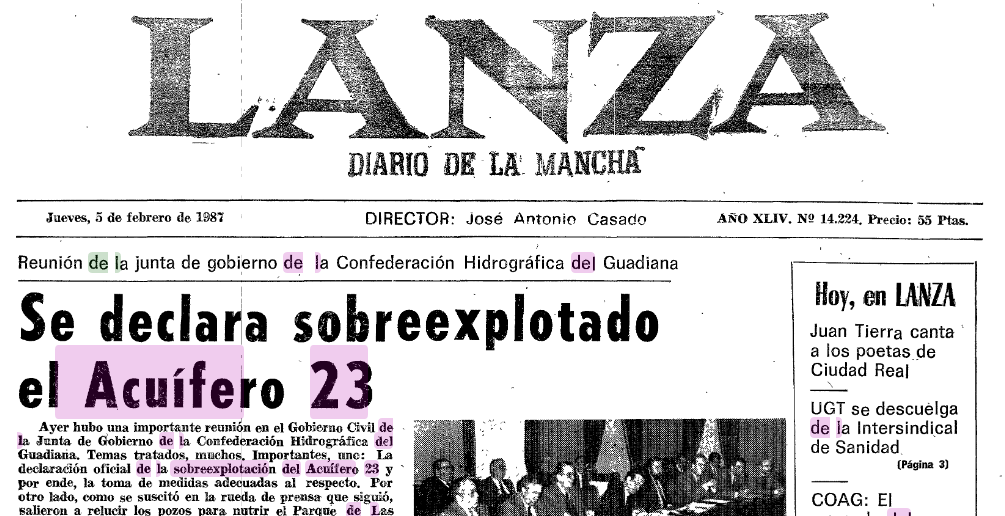 LANZA
DIARIO DE LA MANCHA
Jueves, 5 de febrero de 1987
DIRECTOR: José Antonio Casado
AÑO XLIV. Nº 14.224. Precio: 55 Ptas.
Reunión de la junta de gobierno de la Confederación Hidrográfica del Guadiana
Se declara sobreexplotado
el Acuífero 23
Ayer hubo una importante reunión en el Gobierno Civil de
la Junta de Gobierno de la Confederación Hidrográfica del
Guadiana. Temas tratados, muchos. Importantes, uno: La
declaración oficial de la sobreexplotación del Acuífero 23 y
por ende, la toma de medidas adecuadas al respecto. Por
otro lado, como se suscitó en la rueda de prensa que siguió,
salieron a relucir los pozos para nutrir el Parque de Las
Hoy, en LANZA
Juan Tierra canta
a los poetas de
Ciudad Real
UGT se descuelga
de la Intersindical
de Sanidad
(Página 3)
COAG: El